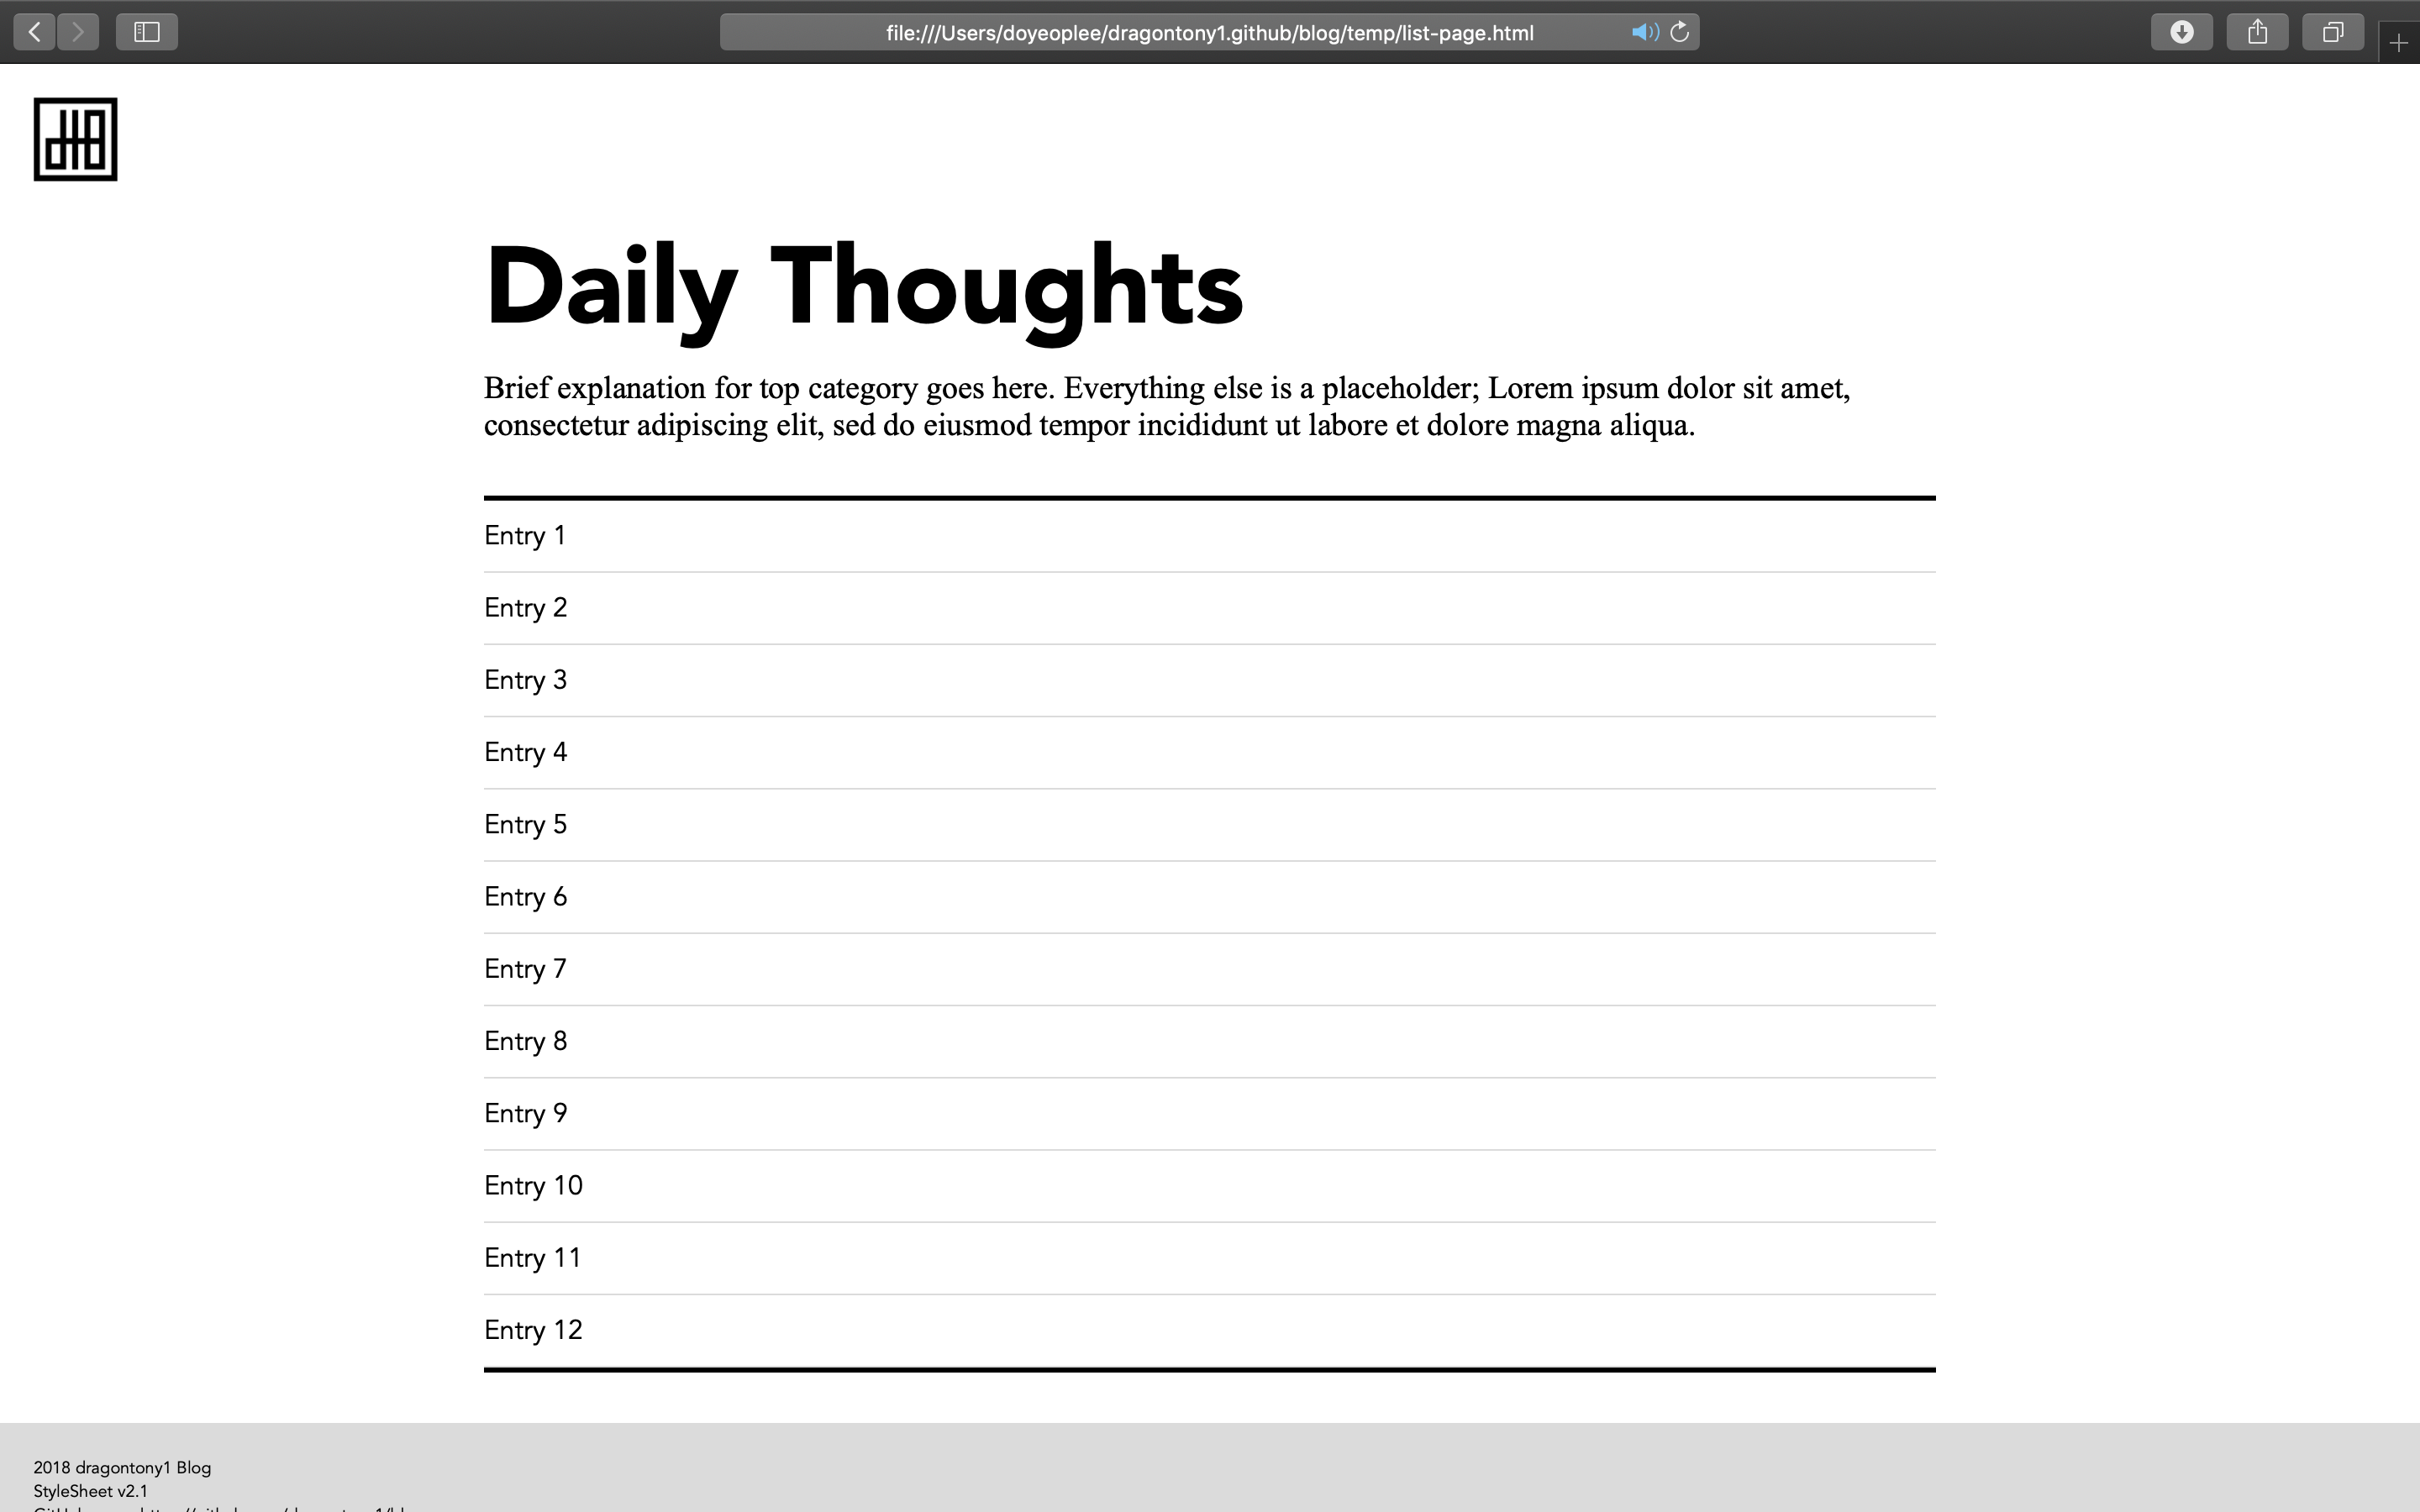 file:///Users/doyeoplee/dragontony1.github/blog/temp/list-page.html
Daily Thoughts
Brief explanation for top category goes here. Everything else is a placeholder; Lorem ipsum dolor sit amet,
consectetur adipiscing elit, sed do eiusmod tempor incididunt ut labore et dolore magna aliqua.
Entry 1
Entry 2
Entry 3
Entry 4
Entry 5
Entry 6
Entry 7
Entry 8
Entry 9
Entry 10
Entry 11
Entry 12
2018 dragontony1 Blog
StyleSheet v2.1